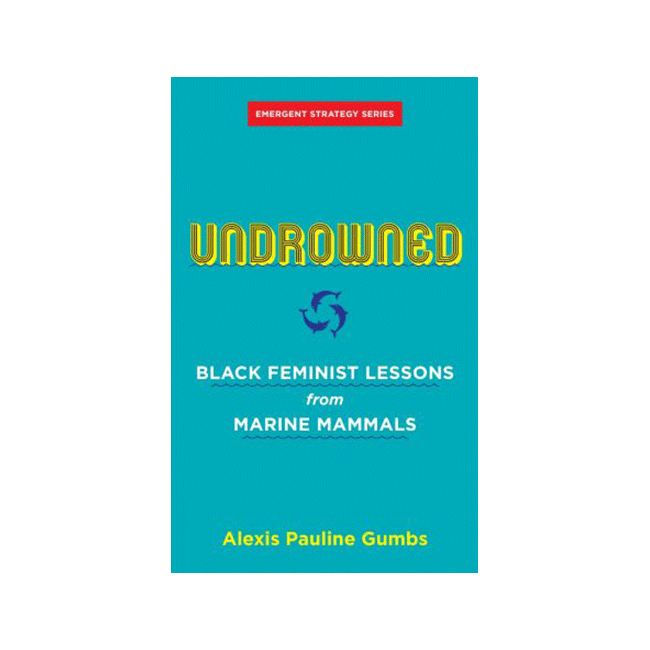 EMERGENT STRATEGY SERIES
UNDROWNED
BLACK FEMINIST LESSONS
from
MARINE MAMMALS
Alexis Pauline Gumbs